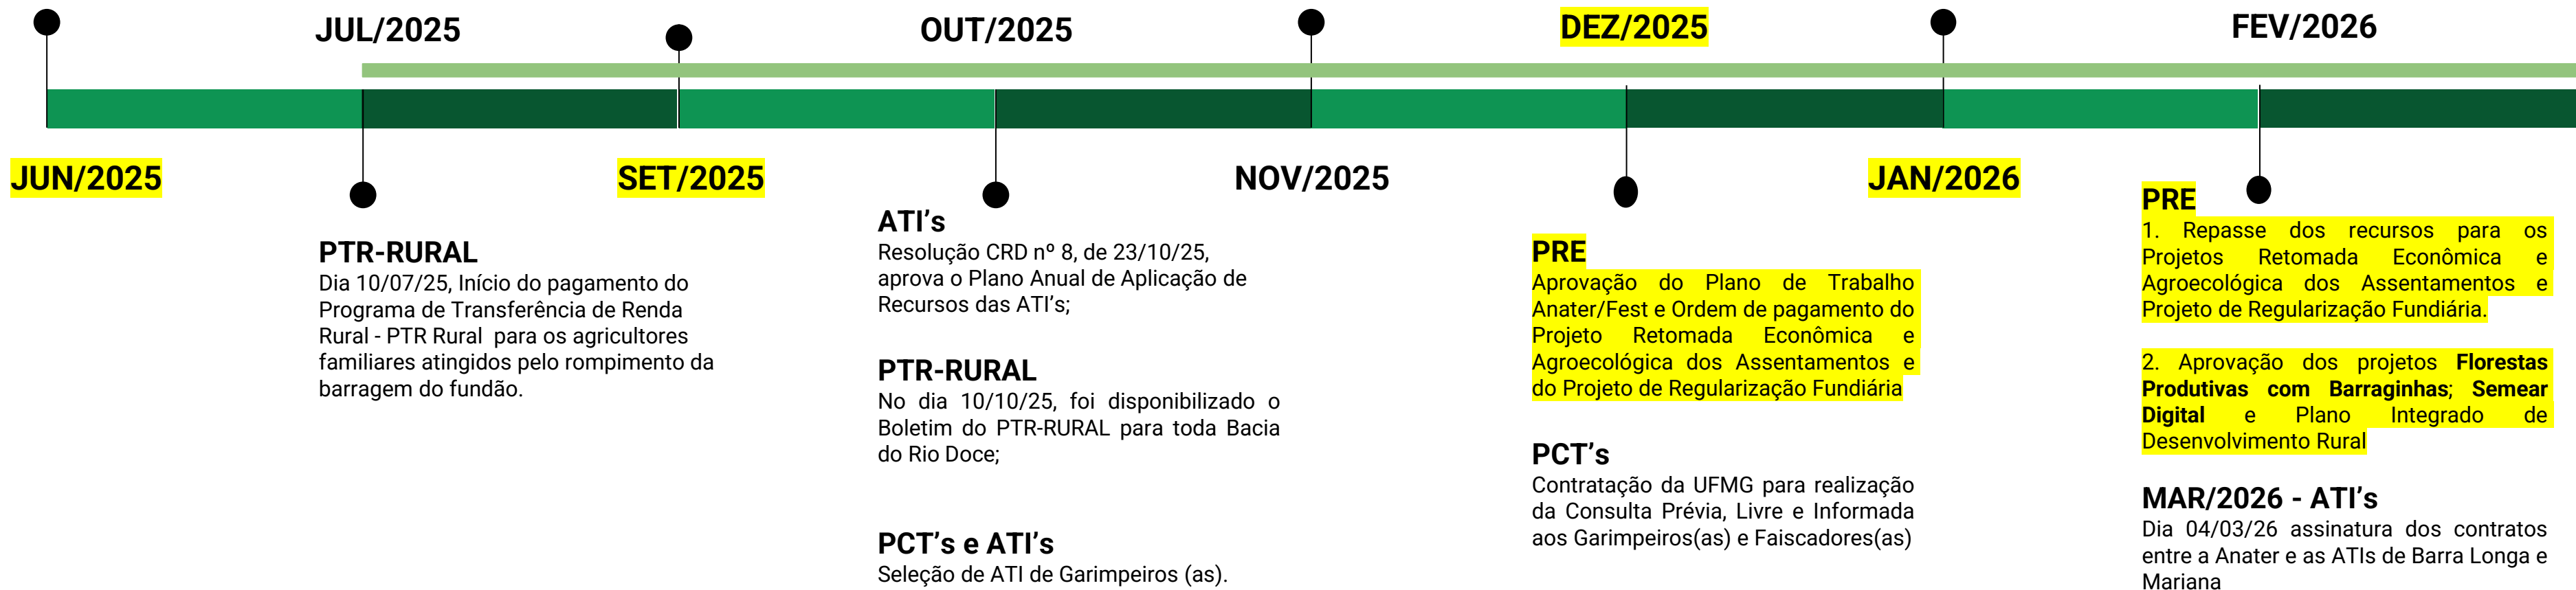 JUL/2025
OUT/2025
DEZ/2025
FEV/2026
JUN/2025
SET/2025
NOV/2025
JAN/2026
PTR-RURAL
Dia 10/07/25, Início do pagamento do
Programa de Transferência de Renda
Rural - PTR Rural para os agricultores
familiares atingidos pelo rompimento da
barragem do fundão.
ATI’s
Resolução CRD nº 8, de 23/10/25,
aprova o Plano Anual de Aplicação de
Recursos das ATI’s;
PTR-RURAL
No dia 10/10/25, foi disponibilizado o
Boletim do PTR-RURAL para toda Bacia
do Rio Doce;
PCT’s e ATI’s
Seleção de ATI de Garimpeiros (as).
PRE
Aprovação do Plano de Trabalho
Anater/Fest e Ordem de pagamento do
Projeto Retomada Econômica e
Agroecológica dos Assentamentos e
do Projeto de Regularização Fundiária
PCT’s
Contratação da UFMG para realização
da Consulta Prévia, Livre e Informada
aos Garimpeiros(as) e Faiscadores(as)
PRE
1. Repasse dos recursos para os
Projetos Retomada Econômica e
Agroecológica dos Assentamentos e
Projeto de Regularização Fundiária.
2. Aprovação dos projetos Florestas
Produtivas com Barraginhas; Semear
Digital e Plano Integrado de
Desenvolvimento Rural
MAR/2026 - ATI’s
Dia 04/03/26 assinatura dos contratos
entre a Anater e as ATIs de Barra Longa e
Mariana